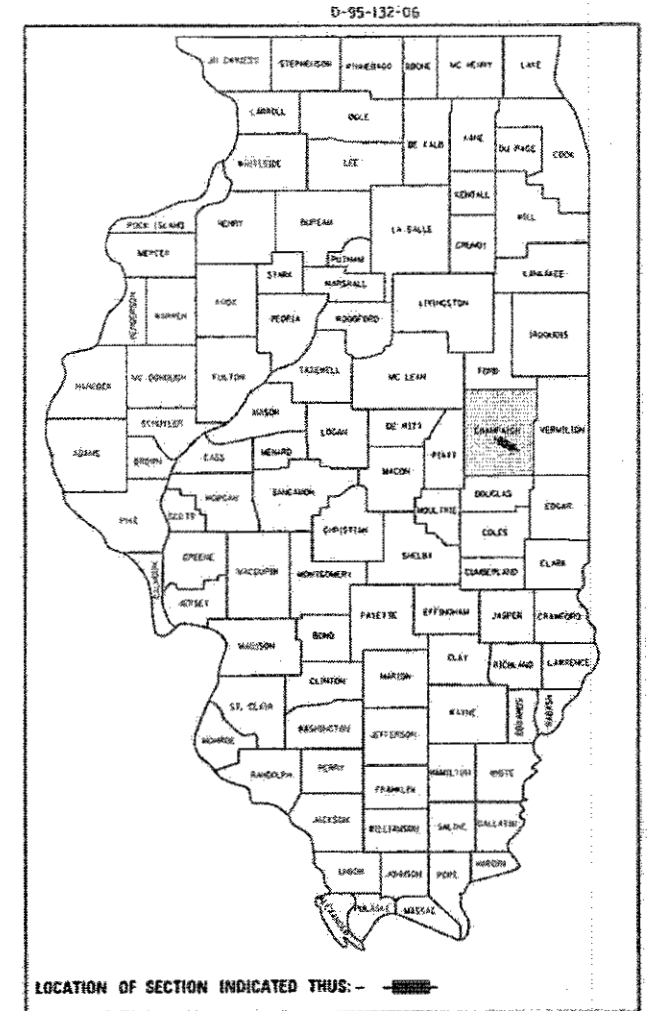 D-95-132-06
JO DAVIESS STEPHENSON WINNEBAGO BOONE MC HENRY LAKE
CARROLL OGLE
DE KALB KANE DU PAGE COOK
WHITESIDE LEE
KENDALL WILL
ROCK ISLAND HENRY BUREAU LA SALLE GRUNDY
MERCER PUTNAM
STARK MARSHALL KANKAKEE
HENDERSON WARREN KNOX PEORIA WOODFORD LIVINGSTON IROQUOIS
HANCOCK MC DONOUGH FULTON TAZEWELL MC LEAN FORD
MASON
SCHUYLER LOGAN DE WITT CHAMPAIGN VERMILION
ADAMS BROWN CASS MENARD MACON PIATT
MORGAN SANGAMON DOUGLAS EDGAR
PIKE SCOTT CHRISTIAN MOULTRIE COLES
GREENE MACOUPIN MONTGOMERY SHELBY CUMBERLAND CLARK
CALHOUN JERSEY
FAYETTE EFFINGHAM JASPER CRAWFORD
MADISON BOND
CLAY RICHLAND LAWRENCE
CLINTON MARION
ST. CLAIR WAYNE EDWARDS WABASH
WASHINGTON JEFFERSON
MONROE
RANDOLPH PERRY HAMILTON WHITE
FRANKLIN
JACKSON WILLIAMSON SALINE GALLATIN
UNION JOHNSON POPE HARDIN
ALEXANDER PULASKI MASSAC
LOCATION OF SECTION INDICATED THUS: -